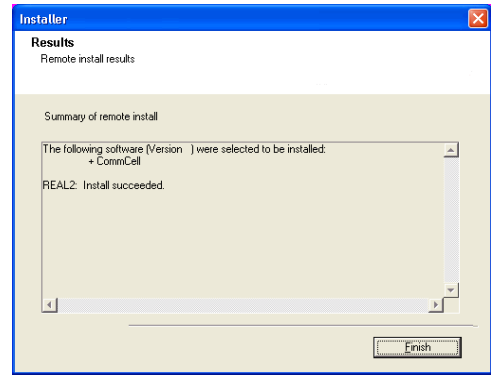 Installer
Results
Remote install results
Summary of remote install
The following software (Version   ) were selected to be installed:
+ CommCell
REAL2:  Install succeeded.
Finish